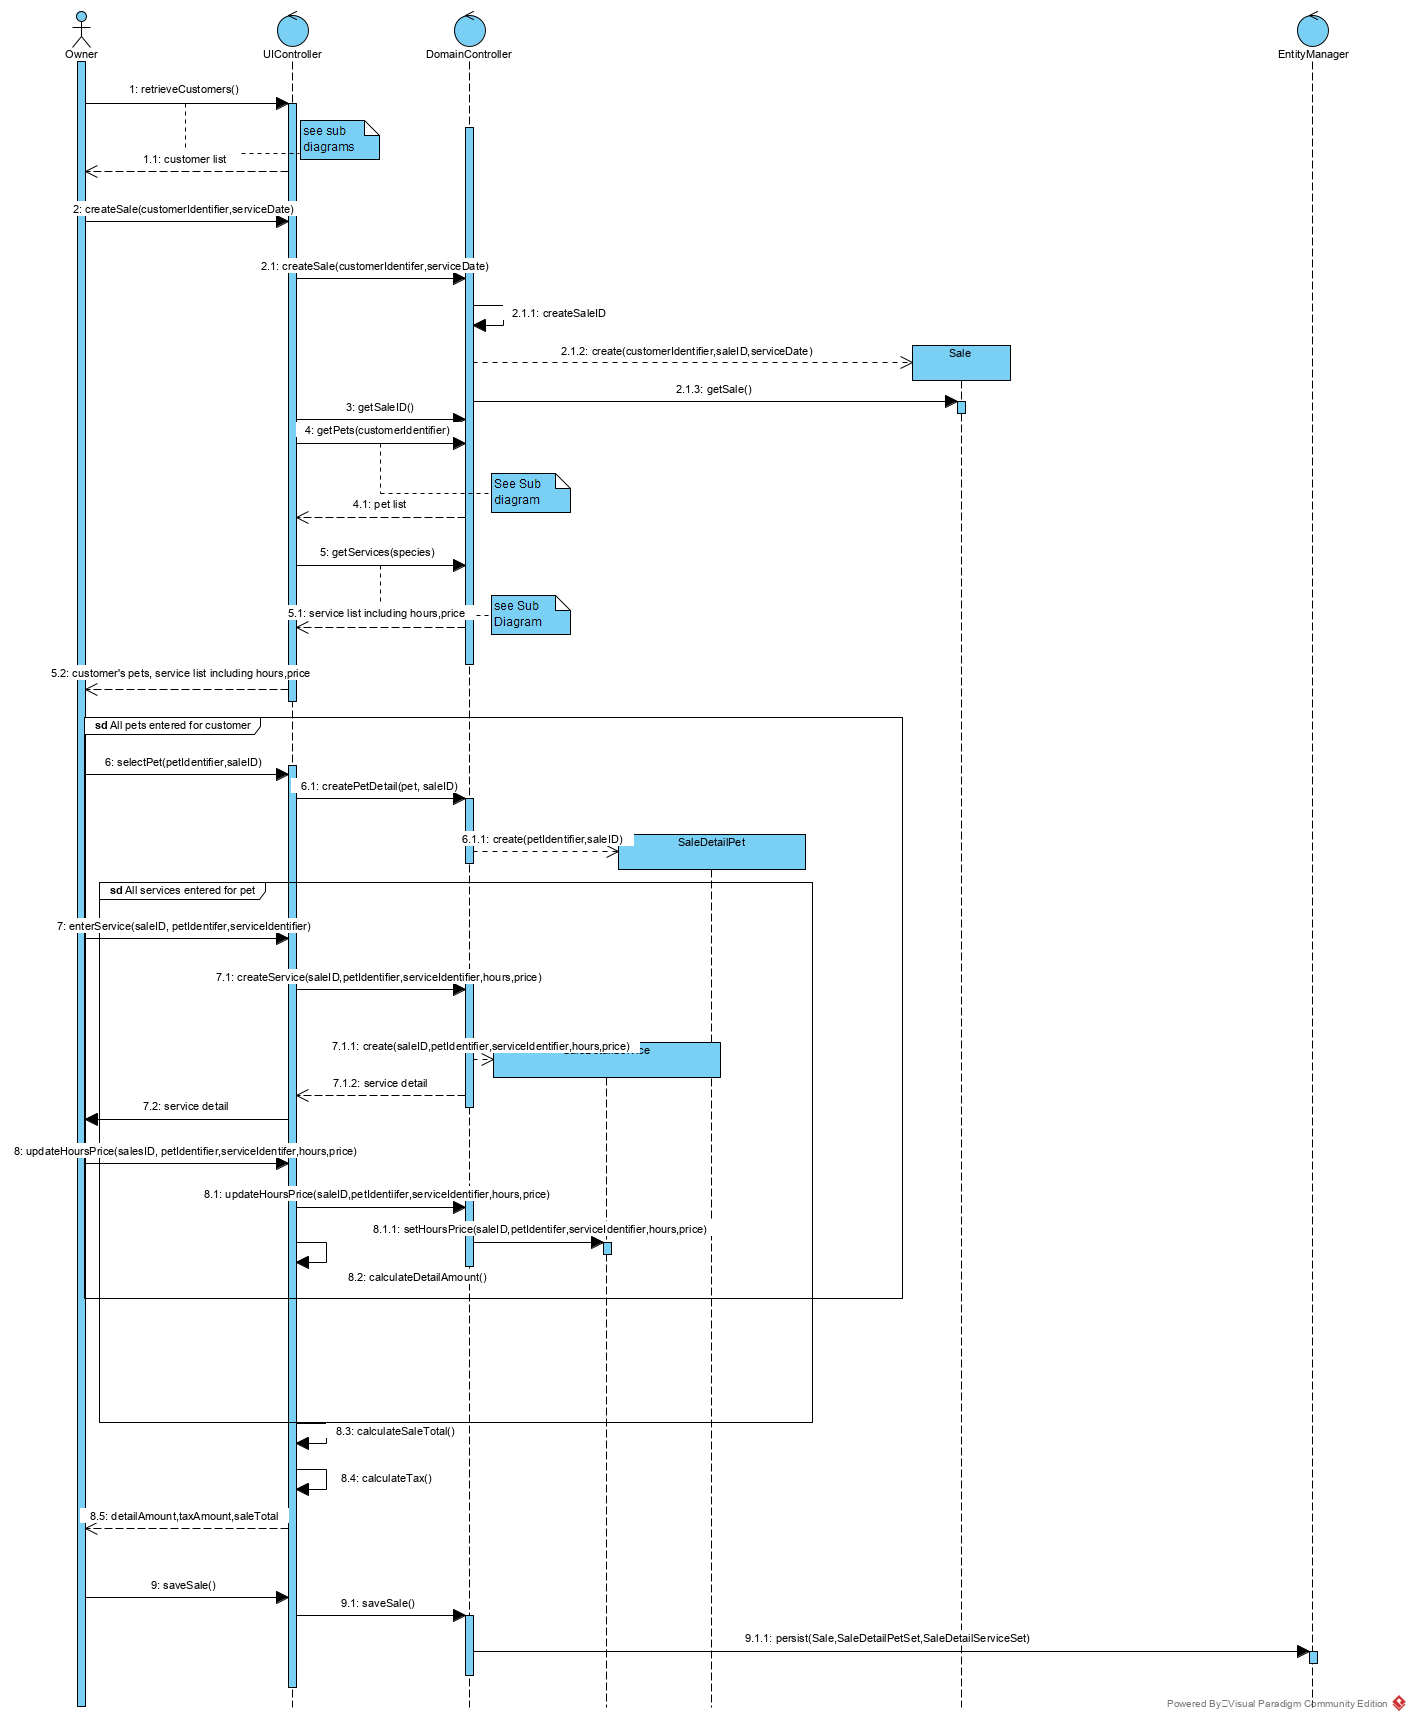 Owner
UIController
DomainController
EntityManager
1: retrieveCustomers()
see sub
diagrams
1.1: customer list
2: createSale(customerIdentifier,serviceDate)
2.1: createSale(customerIdentifer,serviceDate)
2.1.1: createSaleID
2.1.2: create(customerIdentifier,saleID,serviceDate)
Sale
2.1.3: getSale()
3: getSaleID()
4: getPets(customerIdentifier)
See Sub
diagram
4.1: pet list
5: getServices(species)
see Sub
Diagram
5.1: service list including hours,price
5.2: customer's pets, service list including hours,price
sd All pets entered for customer
6: selectPet(petIdentifier,saleID)
6.1: createPetDetail(pet, saleID)
6.1.1: create(petIdentifier,saleID)
SaleDetailPet
sd All services entered for pet
7: enterService(saleID, petIdentifer,serviceIdentifier)
7.1: createService(saleID,petIdentifier,serviceIdentifier,hours,price)
7.1.1: create(saleID,petIdentifier,serviceIdentifier,hours,price)
7.1.2: service detail
7.2: service detail
8: updateHoursPrice(salesID, petIdentifier,serviceIdentifer,hours,price)
8.1: updateHoursPrice(saleID,petIdentiifer,serviceIdentifier,hours,price)
8.1.1: setHoursPrice(saleID,petIdentifer,serviceIdentifier,hours,price)
8.2: calculateDetailAmount()
8.3: calculateSaleTotal()
8.4: calculateTax()
8.5: detailAmount,taxAmount,saleTotal
9: saveSale()
9.1: saveSale()
9.1.1: persist(Sale,SaleDetailPetSet,SaleDetailServiceSet)
Powered By Visual Paradigm Community Edition